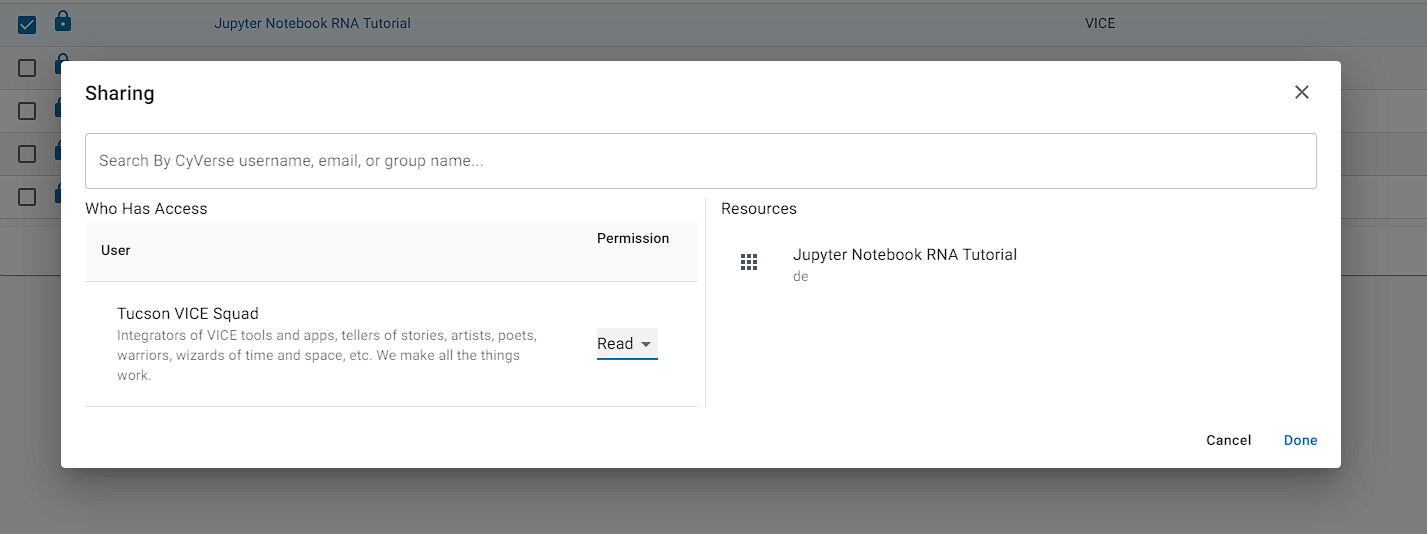 Jupyter Notebook RNA Tutorial
VICE
Sharing
Search By CyVerse username, email, or group name...
Who Has Access
User
Permission
Tucson VICE Squad
Integrators of VICE tools and apps, tellers of stories, artists, poets,
warriors, wizards of time and space, etc. We make all the things
work.
Read
Resources
Jupyter Notebook RNA Tutorial
de
Cancel
Done